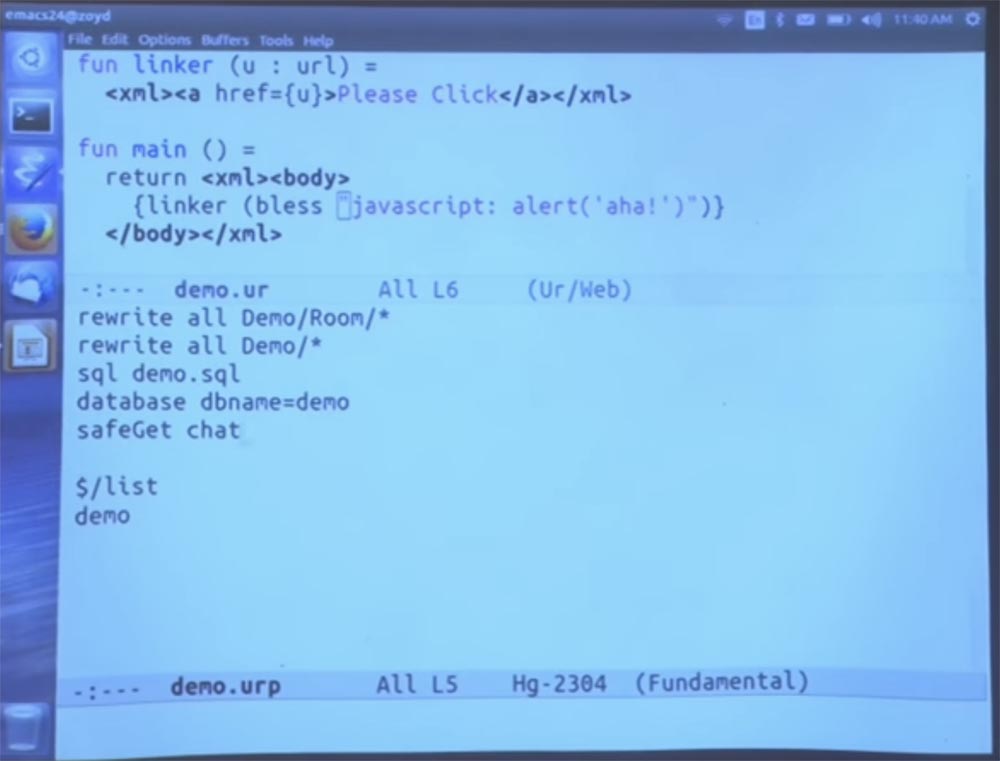 emacs24@zoyd
En
11:40 AM
File Edit Options Buffers Tools Help
fun linker (u : url) =
  <xml><a href={u}>Please Click</a></xml>
fun main () =
  return <xml><body>
    {linker (bless "javascript: alert('aha!')")}
  </body></xml>
-:--- demo.ur All L6 (Ur/Web)
rewrite all Demo/Room/*
rewrite all Demo/*
sql demo.sql
database dbname=demo
safeGet chat
$/list
demo
-:--- demo.urp All L5 Hg-2304 (Fundamental)